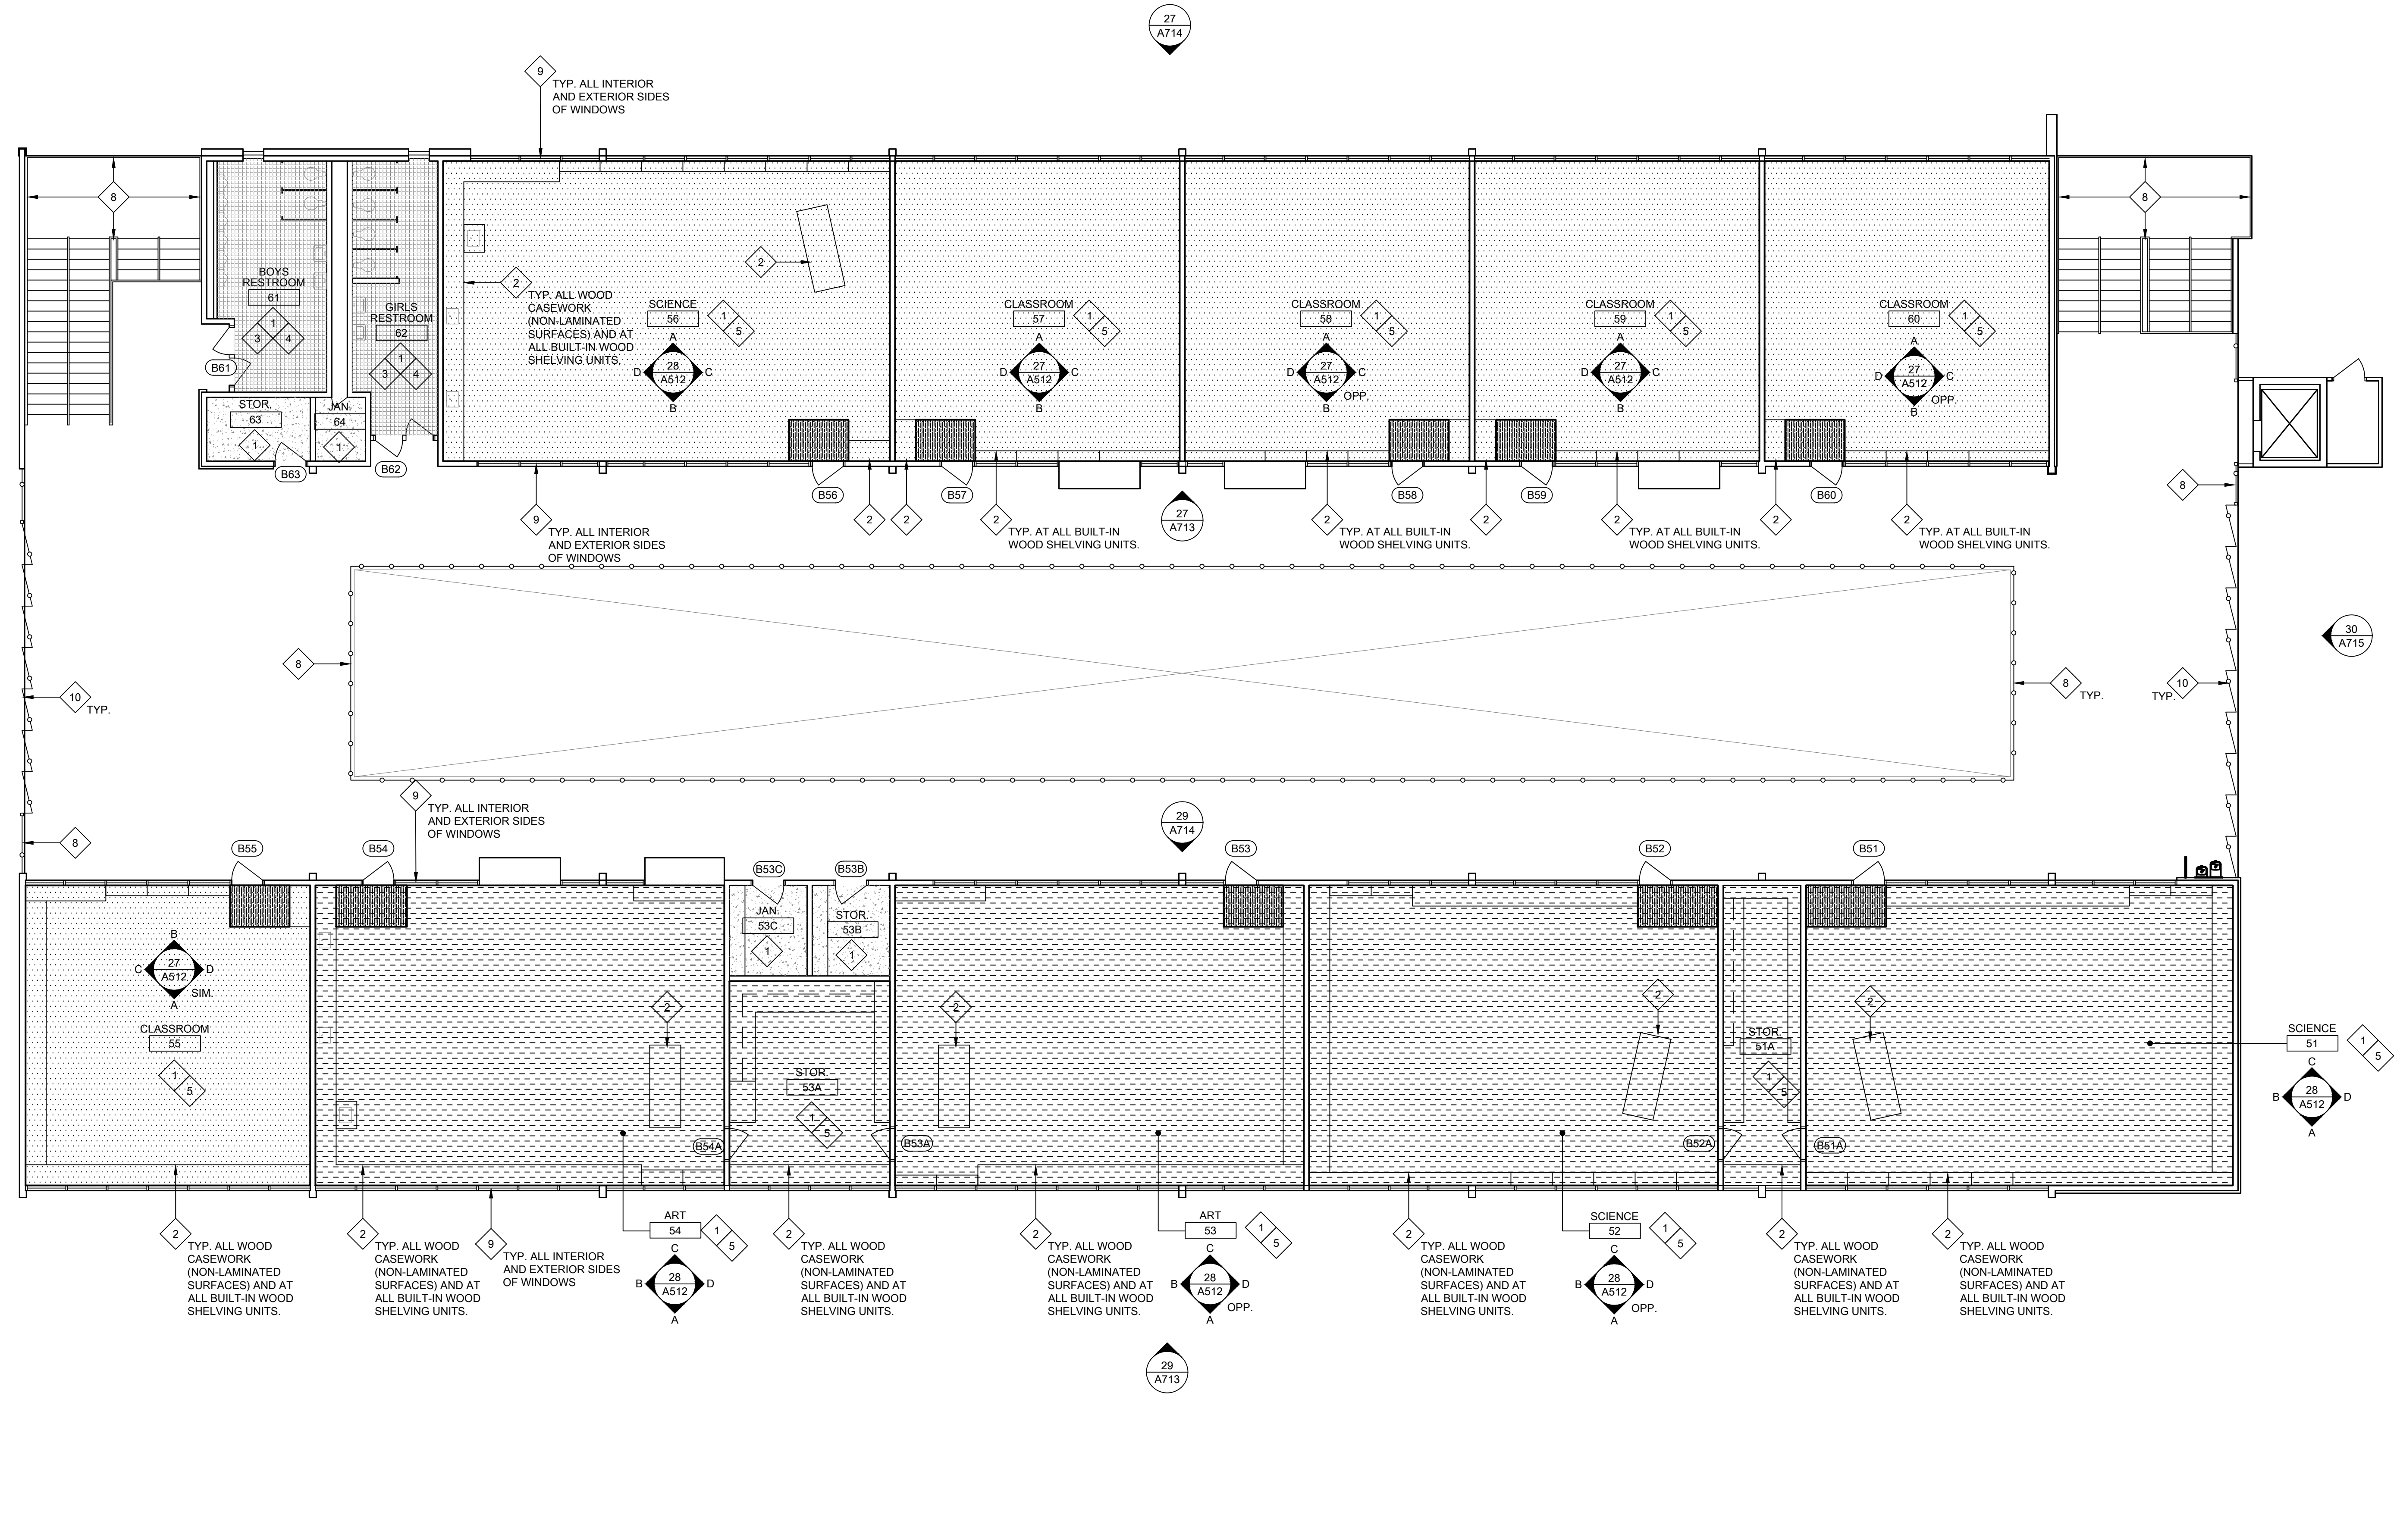 27
A714
9
TYP. ALL INTERIOR
AND EXTERIOR SIDES
OF WINDOWS
8
8
BOYS
RESTROOM
61
1
3 4
GIRLS
RESTROOM
62
1
3 4
B61
STOR.
63
1
JAN.
64
1
B63
B62
2
TYP. ALL WOOD
CASEWORK
(NON-LAMINATED
SURFACES) AND AT
ALL BUILT-IN WOOD
SHELVING UNITS.
2
SCIENCE
56
1
5
A
D 28 C
A512
B
CLASSROOM
57
1
5
A
D 27 C
A512
B
CLASSROOM
58
1
5
A
D 27 C
A512
OPP.
B
CLASSROOM
59
1
5
A
D 27 C
A512
B
CLASSROOM
60
1
5
A
D 27 C
A512
OPP.
B
B56
B57
B58
B59
B60
9
TYP. ALL INTERIOR
AND EXTERIOR SIDES
OF WINDOWS
2
2
2
TYP. AT ALL BUILT-IN
WOOD SHELVING UNITS.
27
A713
2
TYP. AT ALL BUILT-IN
WOOD SHELVING UNITS.
2
2
TYP. AT ALL BUILT-IN
WOOD SHELVING UNITS.
2
2
TYP. AT ALL BUILT-IN
WOOD SHELVING UNITS.
8
30
A715
8
10
TYP.
8
TYP.
10
TYP.
9
TYP. ALL INTERIOR
AND EXTERIOR SIDES
OF WINDOWS
29
A714
8
B55
B54
B53C
B53B
B53
B52
B51
B
C 27 D
A512
SIM.
A
CLASSROOM
55
1
5
JAN.
53C
1
STOR.
53B
1
2
2
2
2
STOR.
53A
1
5
STOR.
51A
1
5
B54A
B53A
B52A
B51A
SCIENCE
51
1
5
C
B 28 D
A512
A
2
TYP. ALL WOOD
CASEWORK
(NON-LAMINATED
SURFACES) AND AT
ALL BUILT-IN WOOD
SHELVING UNITS.
2
TYP. ALL WOOD
CASEWORK
(NON-LAMINATED
SURFACES) AND AT
ALL BUILT-IN WOOD
SHELVING UNITS.
9
TYP. ALL INTERIOR
AND EXTERIOR SIDES
OF WINDOWS
ART
54
1
5
C
B 28 D
A512
A
2
TYP. ALL WOOD
CASEWORK
(NON-LAMINATED
SURFACES) AND AT
ALL BUILT-IN WOOD
SHELVING UNITS.
2
TYP. ALL WOOD
CASEWORK
(NON-LAMINATED
SURFACES) AND AT
ALL BUILT-IN WOOD
SHELVING UNITS.
ART
53
1
5
C
B 28 D
A512
OPP.
A
2
TYP. ALL WOOD
CASEWORK
(NON-LAMINATED
SURFACES) AND AT
ALL BUILT-IN WOOD
SHELVING UNITS.
SCIENCE
52
1
5
C
B 28 D
A512
OPP.
A
2
TYP. ALL WOOD
CASEWORK
(NON-LAMINATED
SURFACES) AND AT
ALL BUILT-IN WOOD
SHELVING UNITS.
2
TYP. ALL WOOD
CASEWORK
(NON-LAMINATED
SURFACES) AND AT
ALL BUILT-IN WOOD
SHELVING UNITS.
29
A713